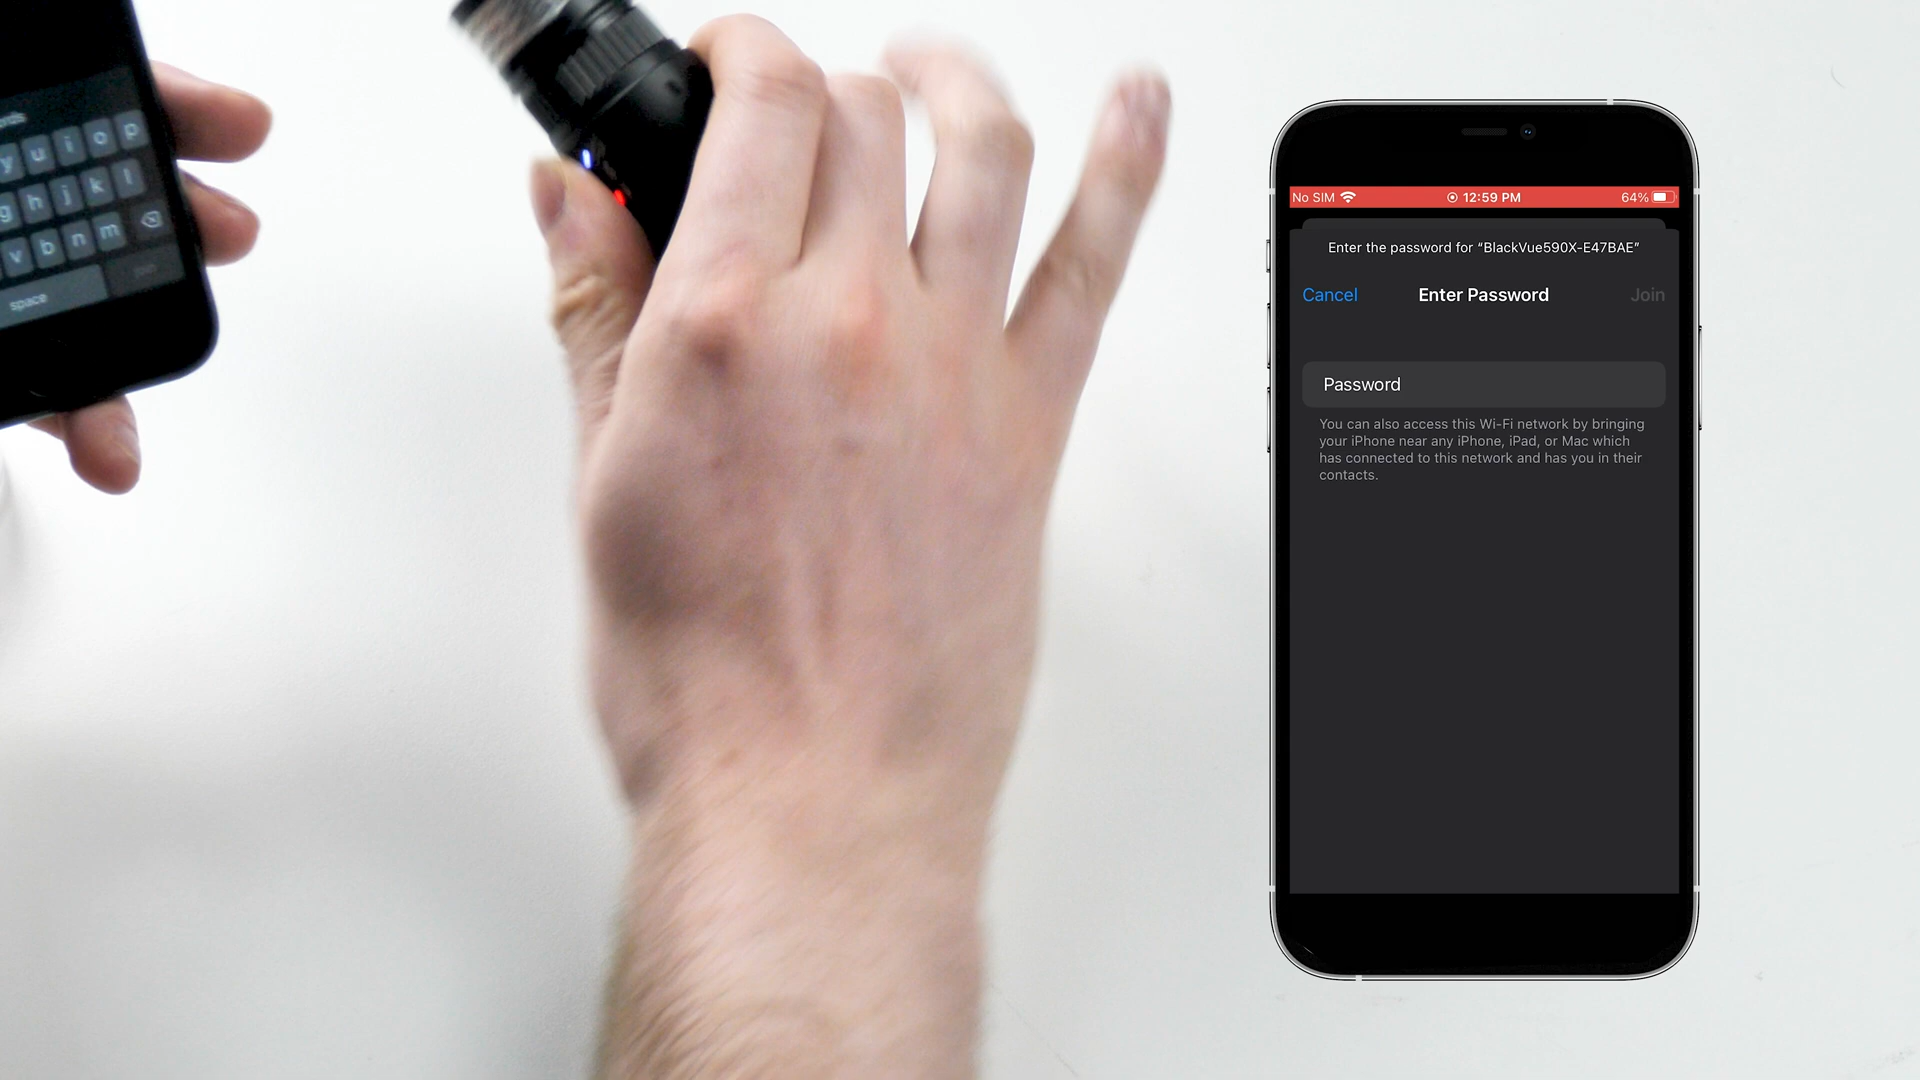 y u i o p
g h j k l
v b n m
space
No SIM 12:59 PM 64%
Enter the password for “BlackVue590X-E47BAE”
Cancel Enter Password Join
Password
You can also access this Wi-Fi network by bringing
your iPhone near any iPhone, iPad, or Mac which
has connected to this network and has you in their
contacts.